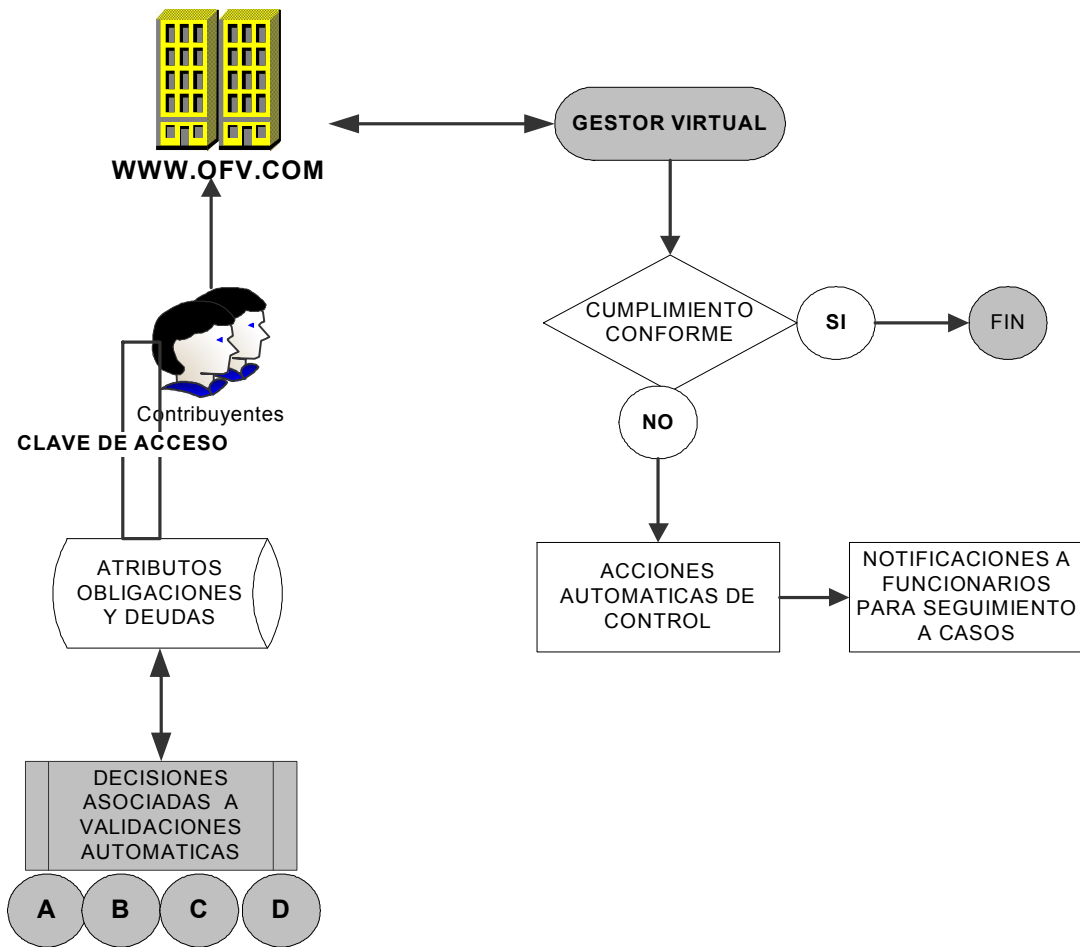 WWW.OFV.COM
GESTOR VIRTUAL
CUMPLIMIENTO
CONFORME
SI
FIN
Contribuyentes
CLAVE DE ACCESO
NO
ATRIBUTOS
OBLIGACIONES
Y DEUDAS
ACCIONES
AUTOMATICAS DE
CONTROL
NOTIFICACIONES A
FUNCIONARIOS
PARA SEGUIMIENTO
A CASOS
DECISIONES
ASOCIADAS A
VALIDACIONES
AUTOMATICAS
A
B
C
D